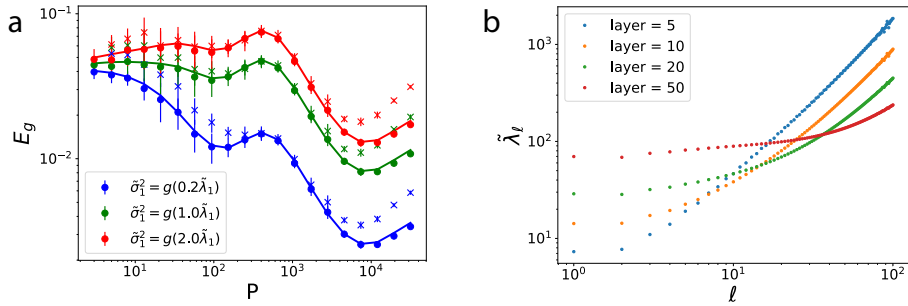 a
b
10⁻¹
10⁻²
E_g
σ̃₁² = g(0.2λ̃₁)
σ̃₁² = g(1.0λ̃₁)
σ̃₁² = g(2.0λ̃₁)
10¹
10²
10³
10⁴
P
10³
10²
10¹
λ̃_ℓ
layer = 5
layer = 10
layer = 20
layer = 50
10⁰
10¹
10²
ℓ